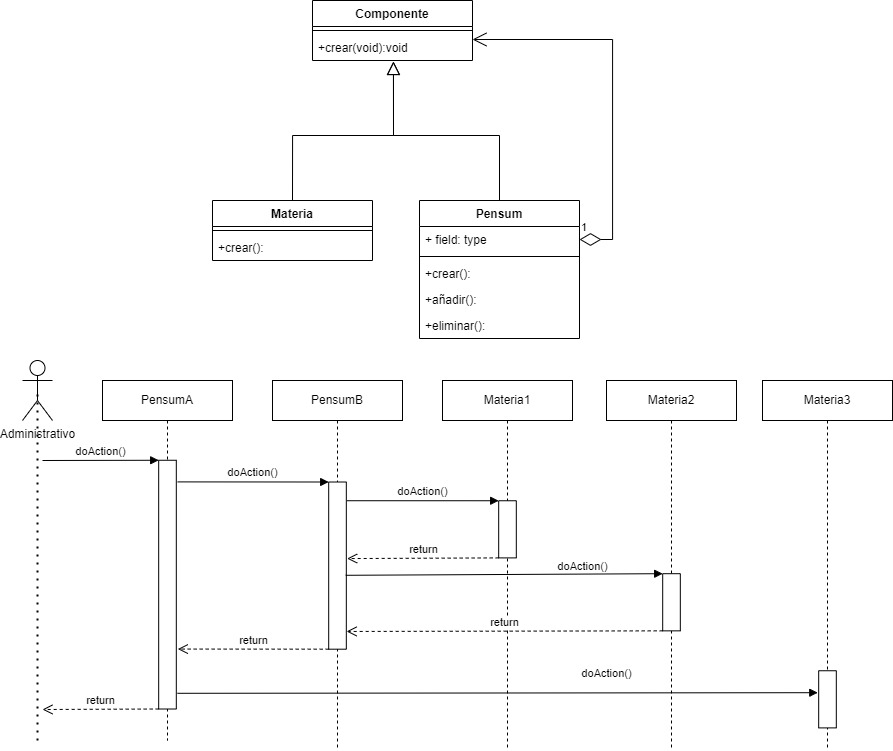 Componente
+crear(void):void
Materia
+crear():
Pensum
+ field: type
1
+crear():
+añadir():
+eliminar():
Administrativo
PensumA
PensumB
Materia1
Materia2
Materia3
doAction()
doAction()
doAction()
return
doAction()
return
return
doAction()
return